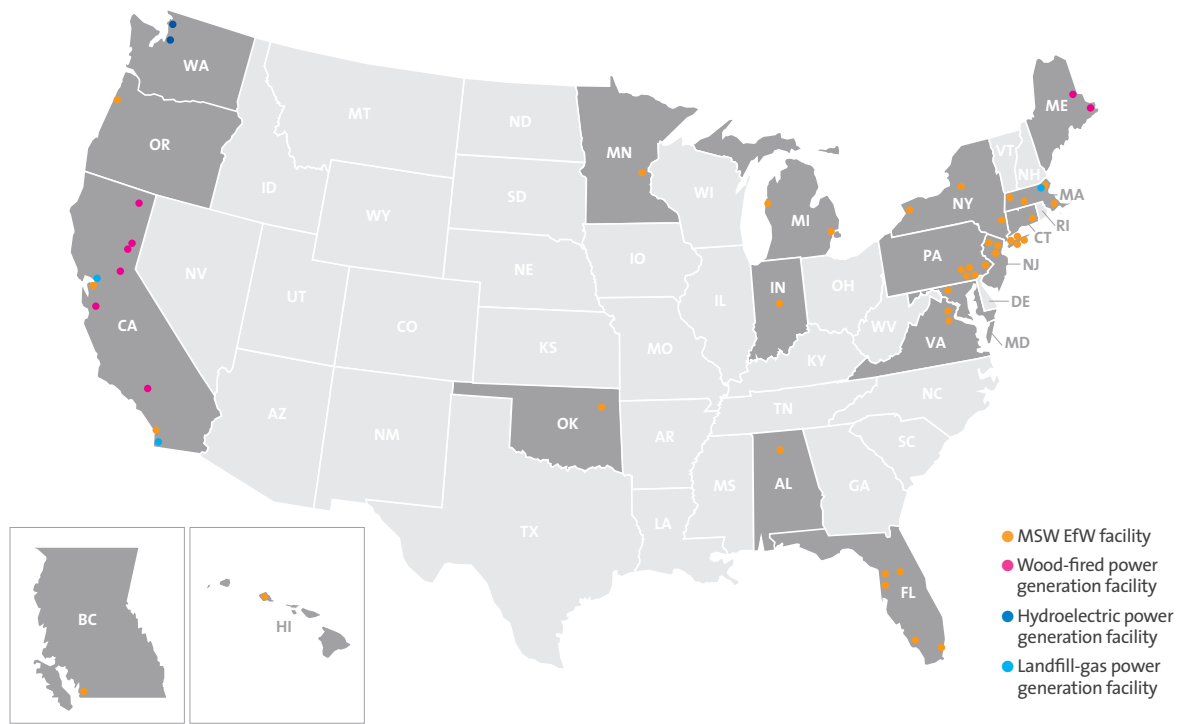 WA
OR
CA
ID
NV
MT
WY
UT
AZ
CO
NM
ND
SD
NE
KS
OK
TX
MN
IO
MO
AR
LA
WI
IL
MS
MI
IN
KY
TN
AL
OH
WV
VA
NC
SC
GA
FL
PA
NY
VT
NH
ME
MA
RI
CT
NJ
DE
MD
BC
HI
MSW EfW facility
Wood-fired power
generation facility
Hydroelectric power
generation facility
Landfill-gas power
generation facility